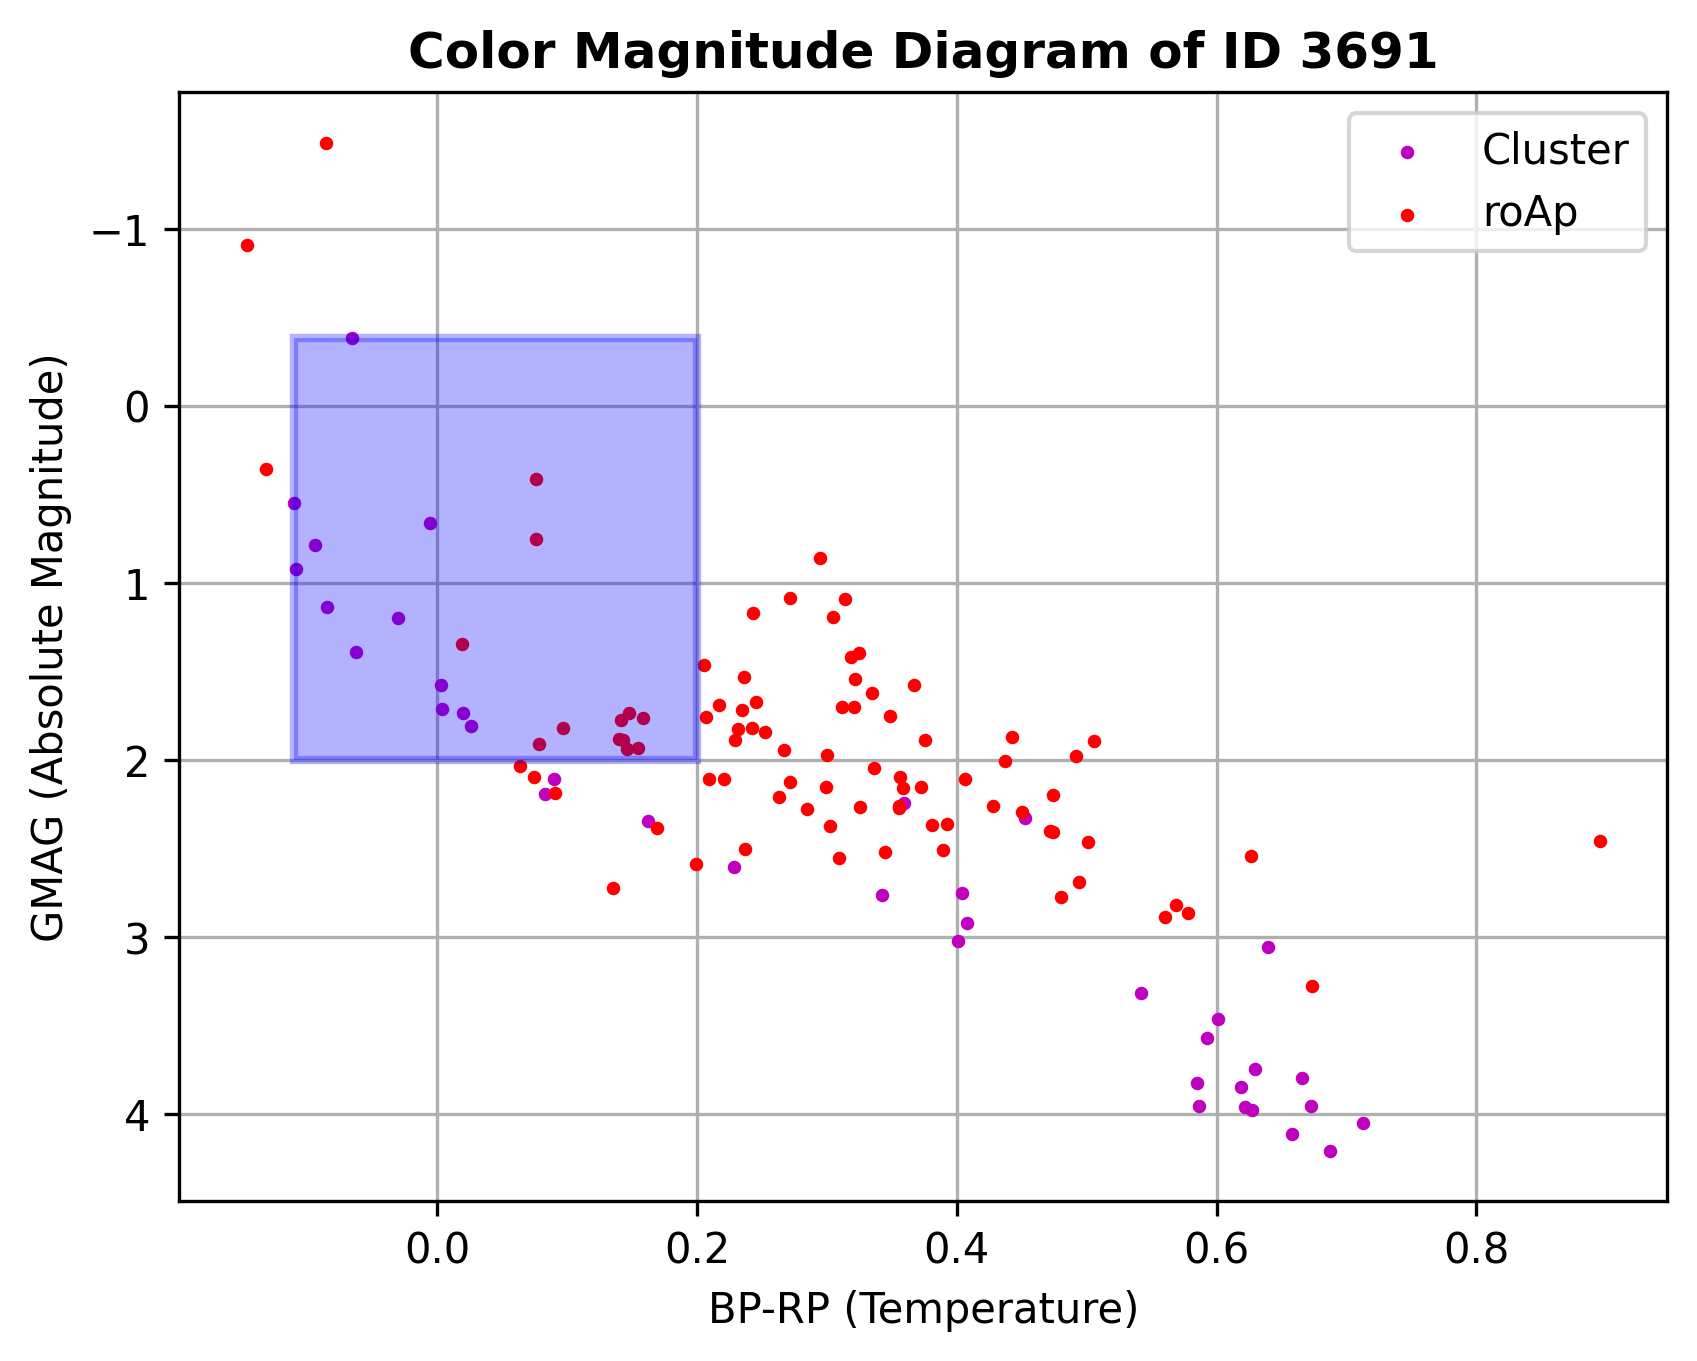 Color Magnitude Diagram of ID 3691
Cluster
roAp
GMAG (Absolute Magnitude)
−1
0
1
2
3
4
0.0 0.2 0.4 0.6 0.8
BP-RP (Temperature)